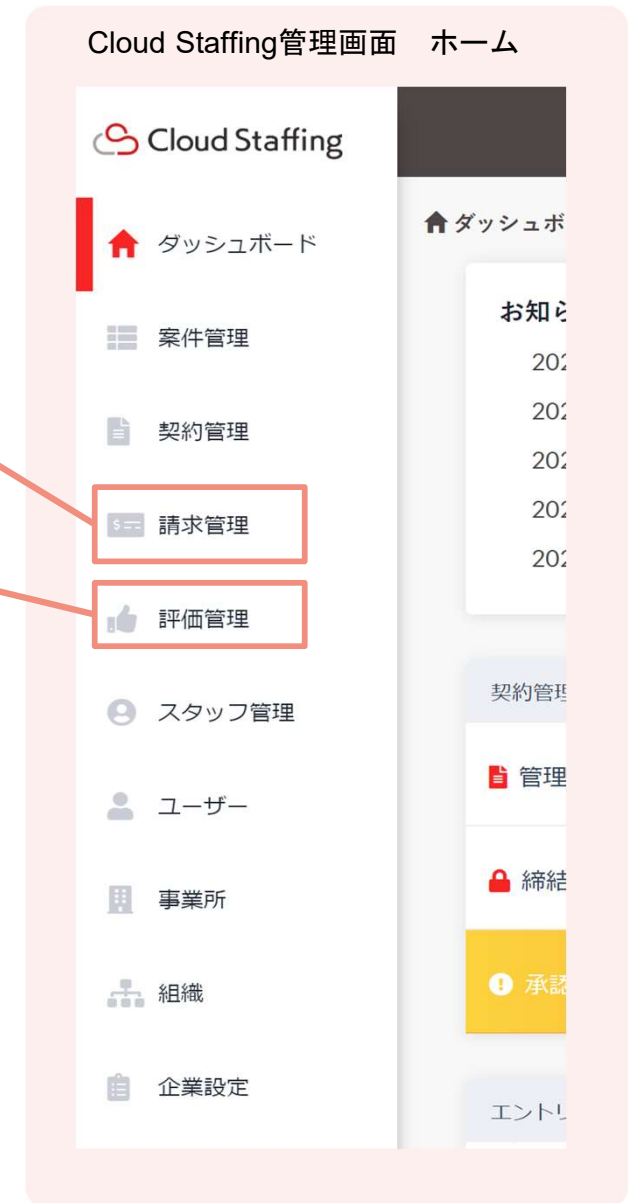 Cloud Staffing管理画面　ホーム
Cloud Staffing
ダッシュボード
案件管理
契約管理
請求管理
評価管理
スタッフ管理
ユーザー
事業所
組織
企業設定
ダッシュボ
お知ら
202
202
202
202
202
契約管理
管理
締結
承認
エントリ